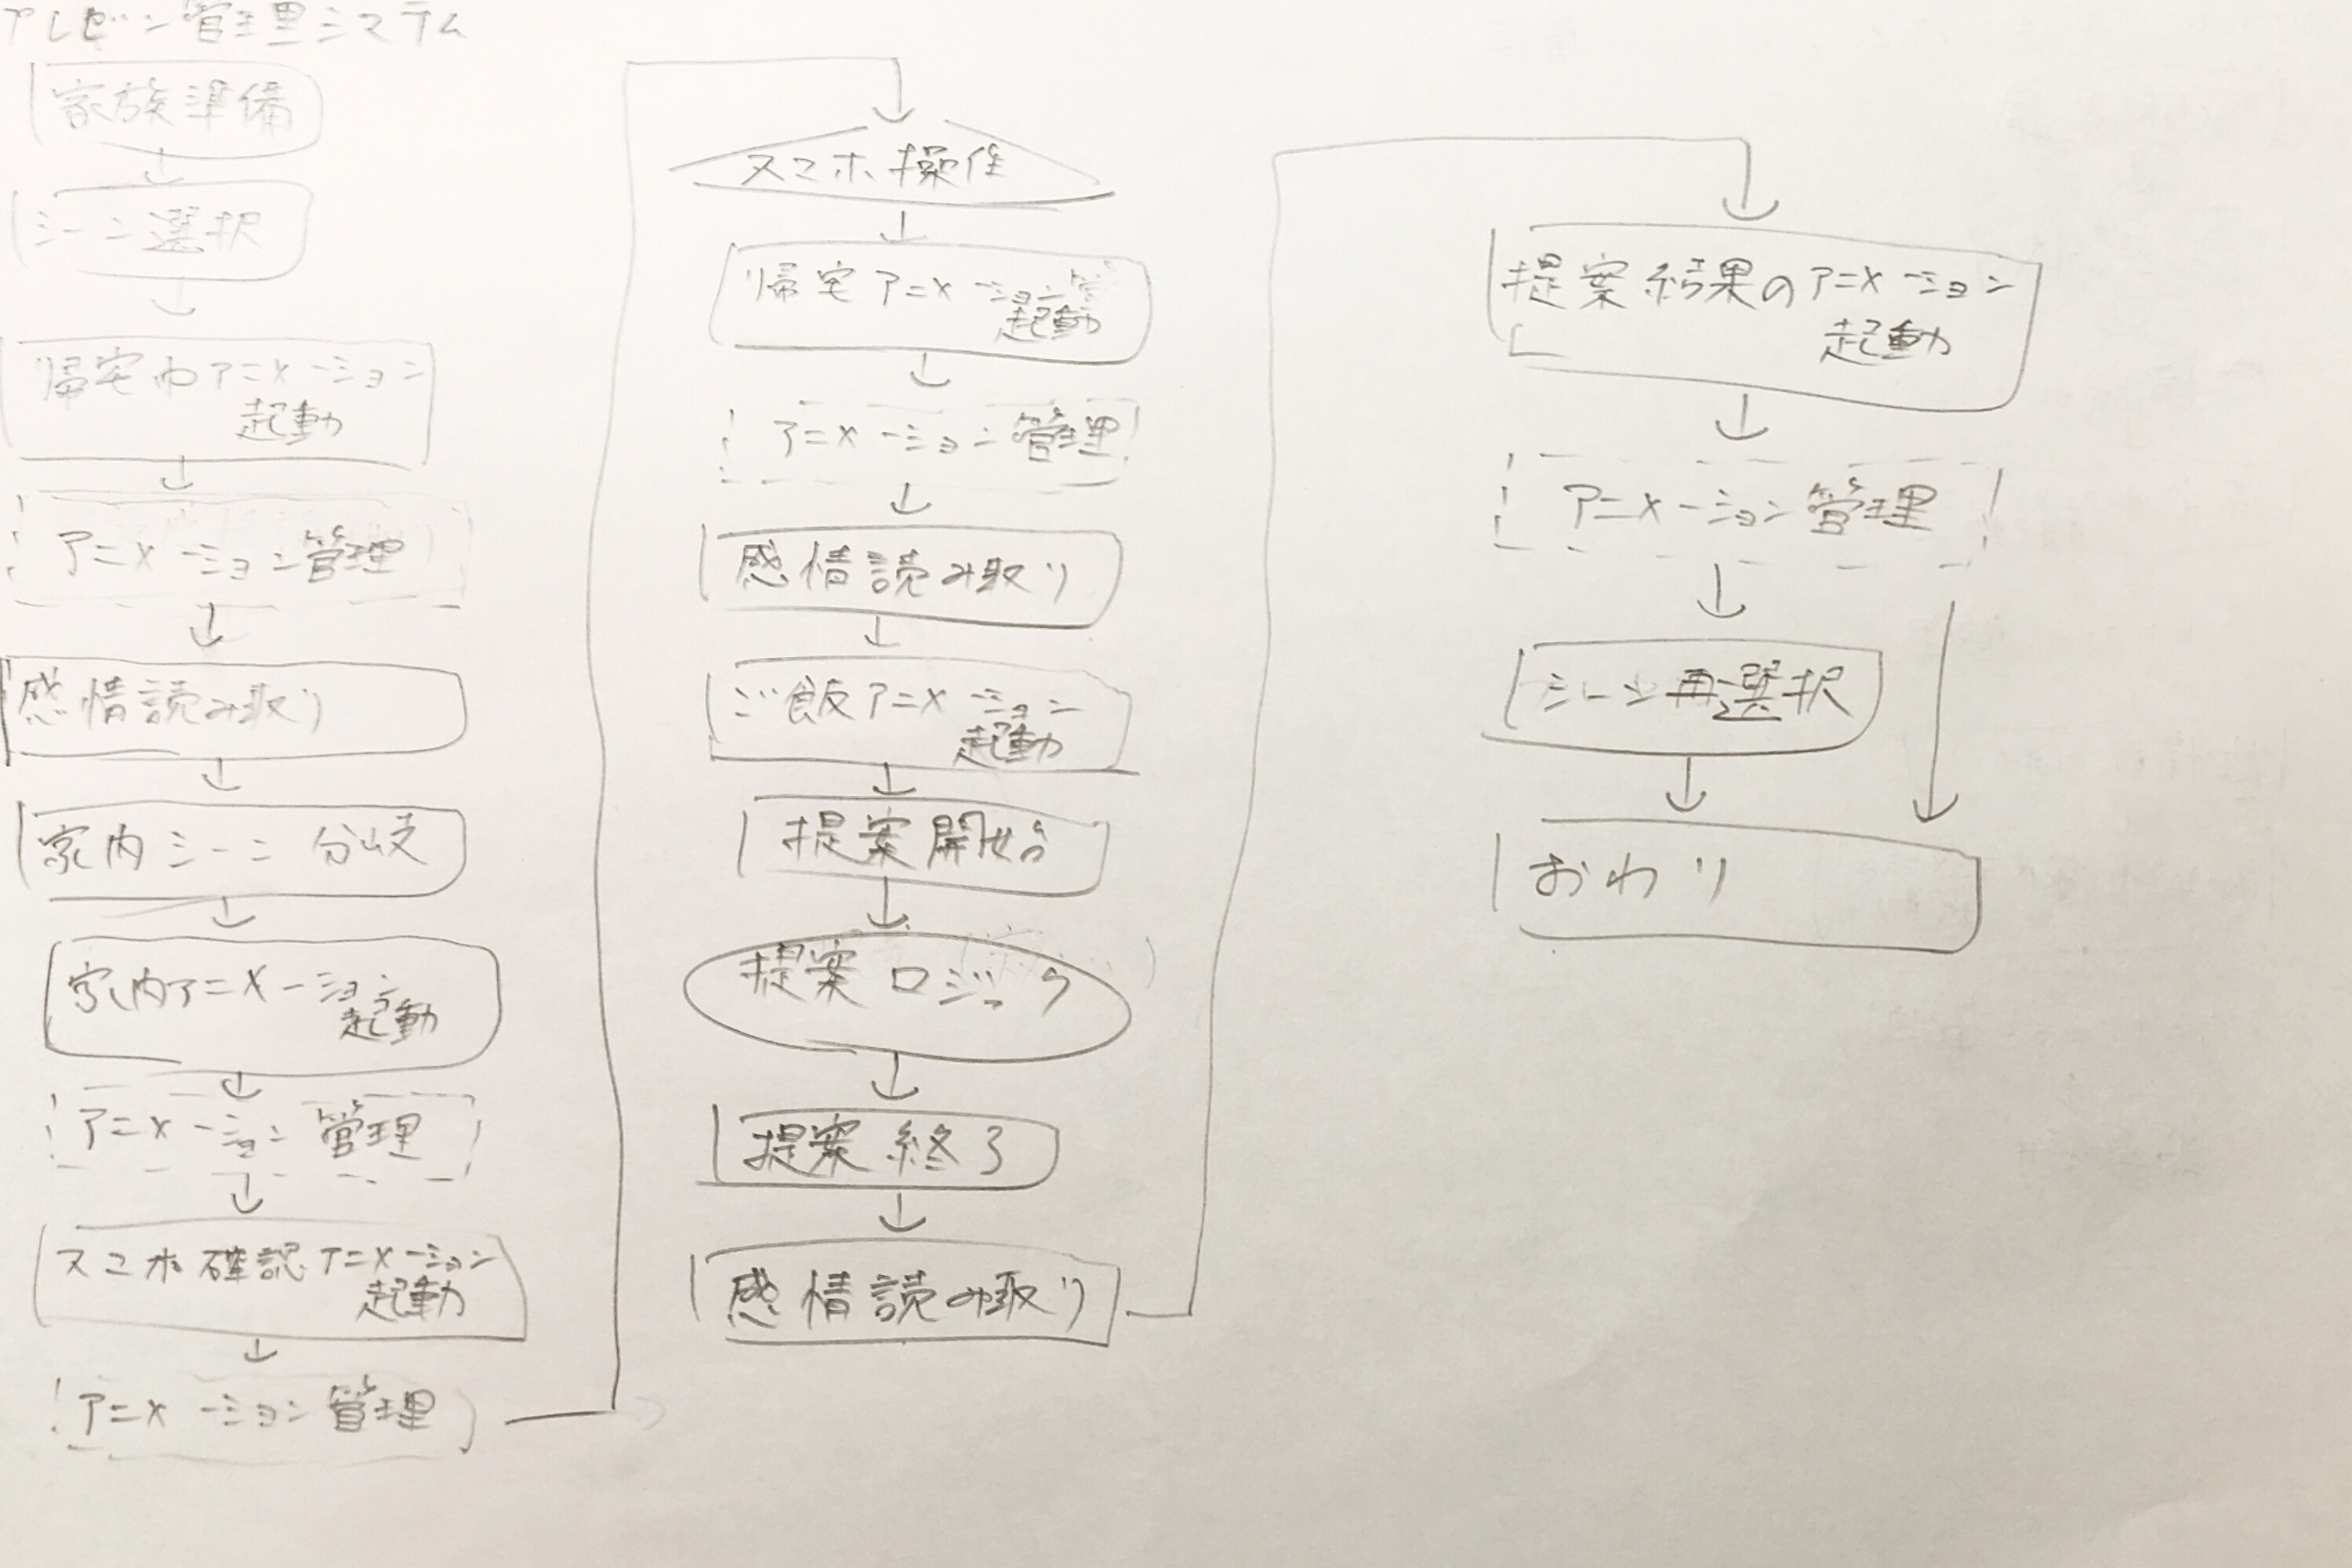 管理システム
家族準備
シーン選択
帰宅のアニメーション
起動
アニメーション管理
感情読み取り
家内シーン分岐
家内アニメーション
起動
アニメーション管理
スマホ確認アニメーション
起動
アニメーション管理
スマホ操作
帰宅アニメーション
起動
アニメーション管理
感情読み取り
ご飯アニメーション
起動
提案開始
提案ロジック
提案終了
感情読み取り
提案結果のアニメーション
起動
アニメーション管理
シーン再選択
おわり